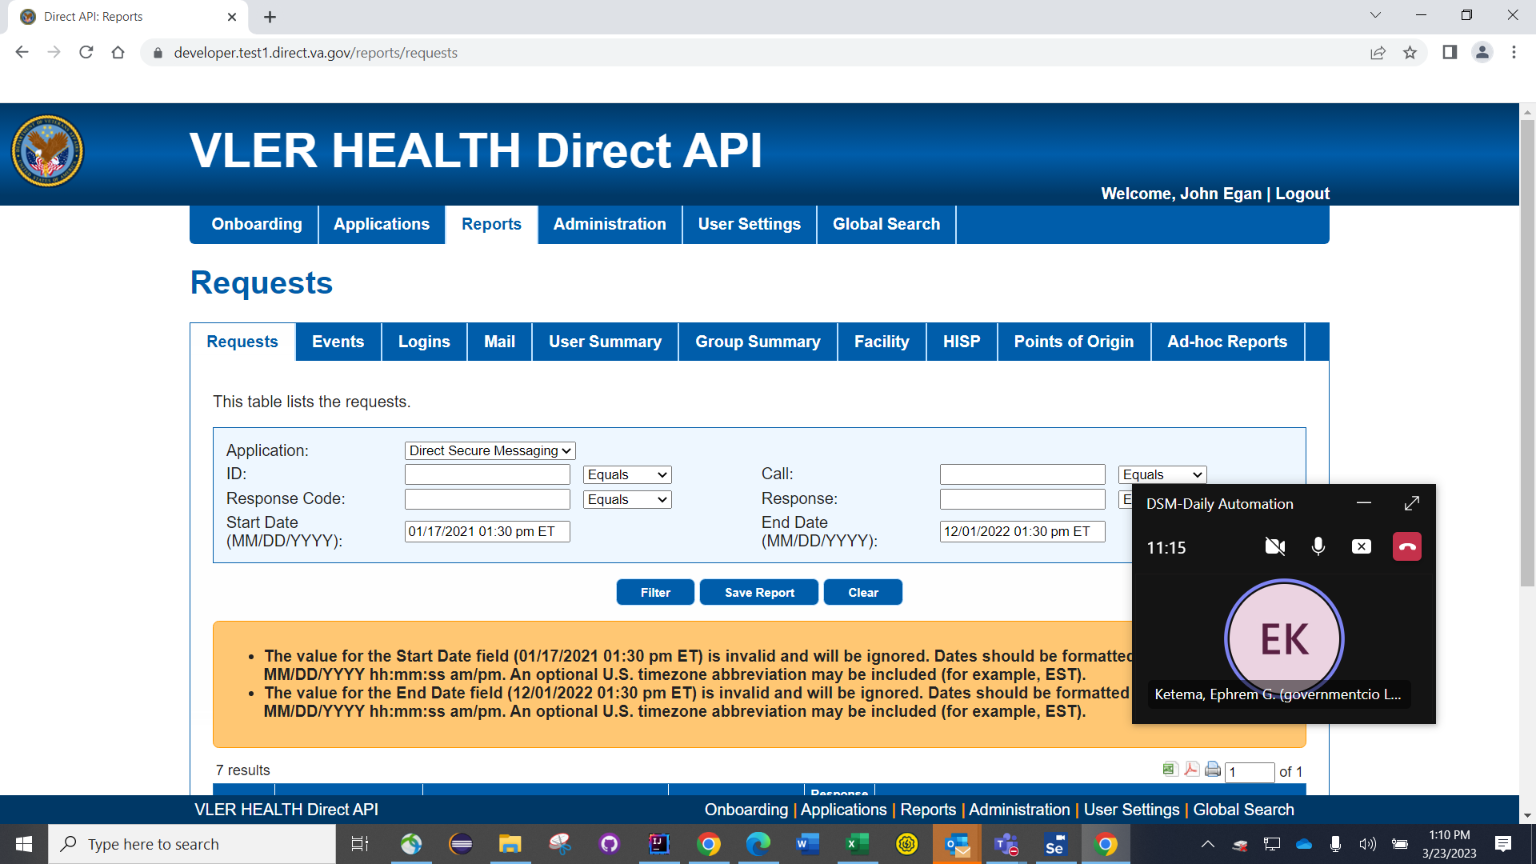 Direct API: Reports
developer.test1.direct.va.gov/reports/requests
VLER HEALTH Direct API
Welcome, John Egan | Logout
Onboarding Applications Reports Administration User Settings Global Search
Requests
Requests Events Logins Mail User Summary Group Summary Facility HISP Points of Origin Ad-hoc Reports
This table lists the requests.
Application: Direct Secure Messaging
ID: Equals Call: Equals
Response Code: Equals Response: E
Start Date
(MM/DD/YYYY): 01/17/2021 01:30 pm ET
End Date
(MM/DD/YYYY): 12/01/2022 01:30 pm ET
Filter Save Report Clear
• The value for the Start Date field (01/17/2021 01:30 pm ET) is invalid and will be ignored. Dates should be formatted
MM/DD/YYYY hh:mm:ss am/pm. An optional U.S. timezone abbreviation may be included (for example, EST).
• The value for the End Date field (12/01/2022 01:30 pm ET) is invalid and will be ignored. Dates should be formatted
MM/DD/YYYY hh:mm:ss am/pm. An optional U.S. timezone abbreviation may be included (for example, EST).
DSM-Daily Automation
11:15
EK
Ketema, Ephrem G. (governmentcio L...
7 results
1 of 1
Response
VLER HEALTH Direct API
Onboarding | Applications | Reports | Administration | User Settings | Global Search
Type here to search
Se
1:10 PM
3/23/2023